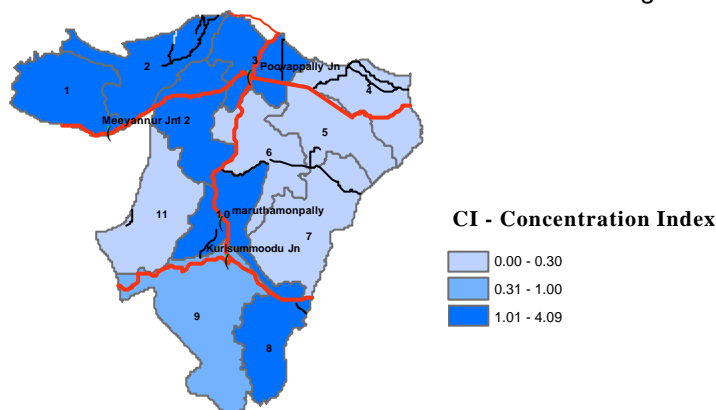 g
3
Poovappally Jn
2
4
1
Meeyannur Jn
12
5
6
11
10
maruthamonpally
7
Kurisummoodu Jn
9
8
CI - Concentration Index
0.00 - 0.30
0.31 - 1.00
1.01 - 4.09